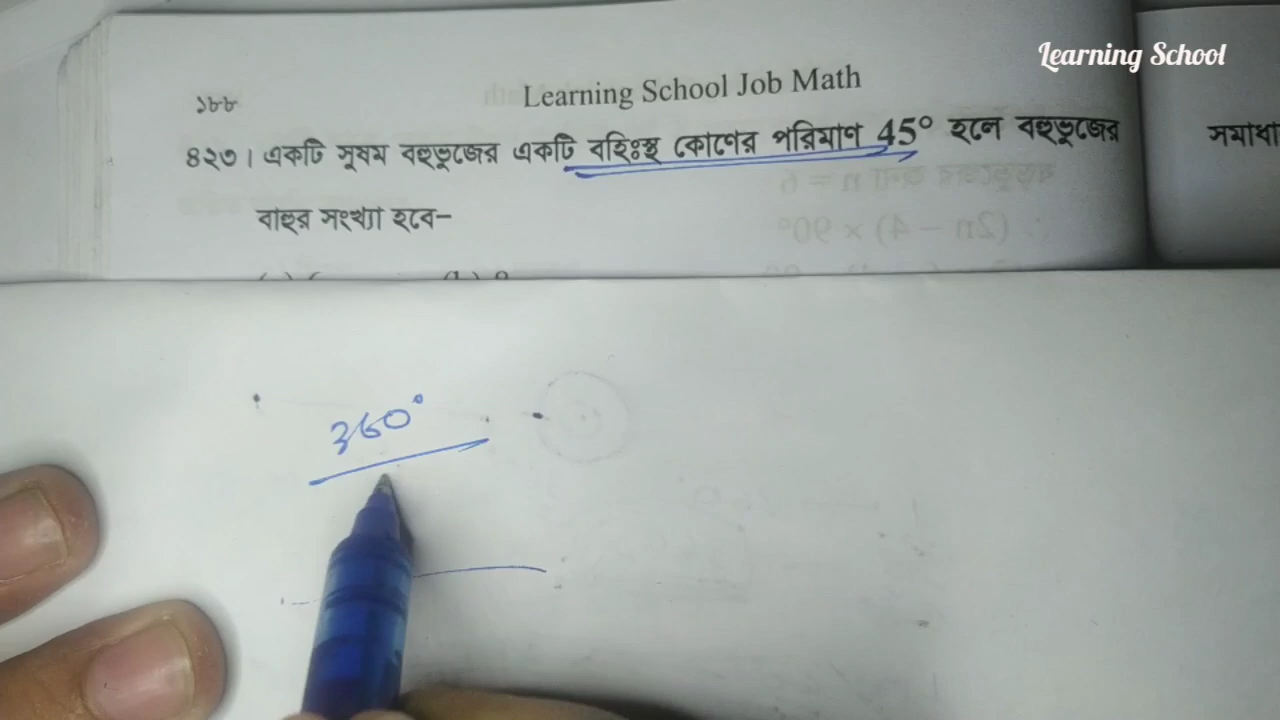 Learning School
১৮৮
Learning School Job Math
৪২৩। একটি সুষম বহুভূজের একটি বহিঃস্থ কোণের পরিমাণ 45° হলে বহুভূজের
বাহুর সংখ্যা হবে–
সমাধা
360°